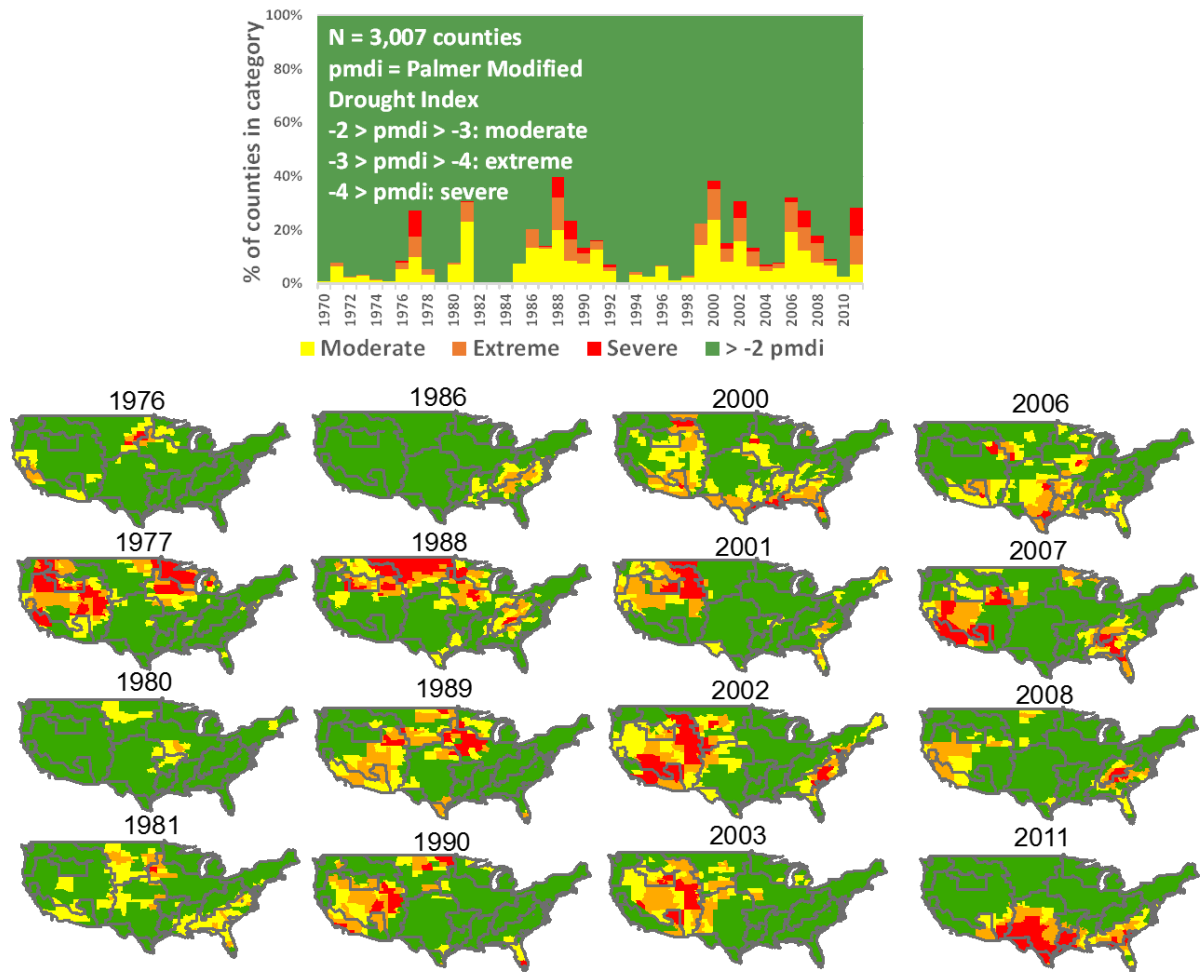 100%
80%
60%
40%
20%
0%
% of counties in category
N = 3,007 counties
pmdi = Palmer Modified
Drought Index
-2 > pmdi > -3: moderate
-3 > pmdi > -4: extreme
-4 > pmdi: severe
1970 1972 1974 1976 1978 1980 1982 1984 1986 1988 1990 1992 1994 1996 1998 2000 2002 2004 2006 2008 2010
Moderate Extreme Severe > -2 pmdi
1976 1986 2000 2006
1977 1988 2001 2007
1980 1989 2002 2008
1981 1990 2003 2011